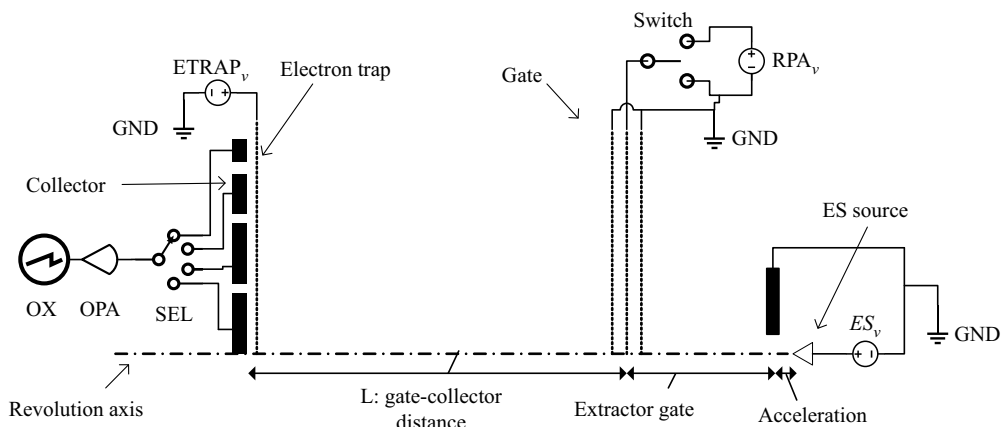 Switch
ETRAPv
Electron trap
Gate
RPAv
GND
GND
Collector
ES source
OX
OPA
SEL
ESv
GND
Revolution axis
L: gate-collector
distance
Extractor gate
Acceleration